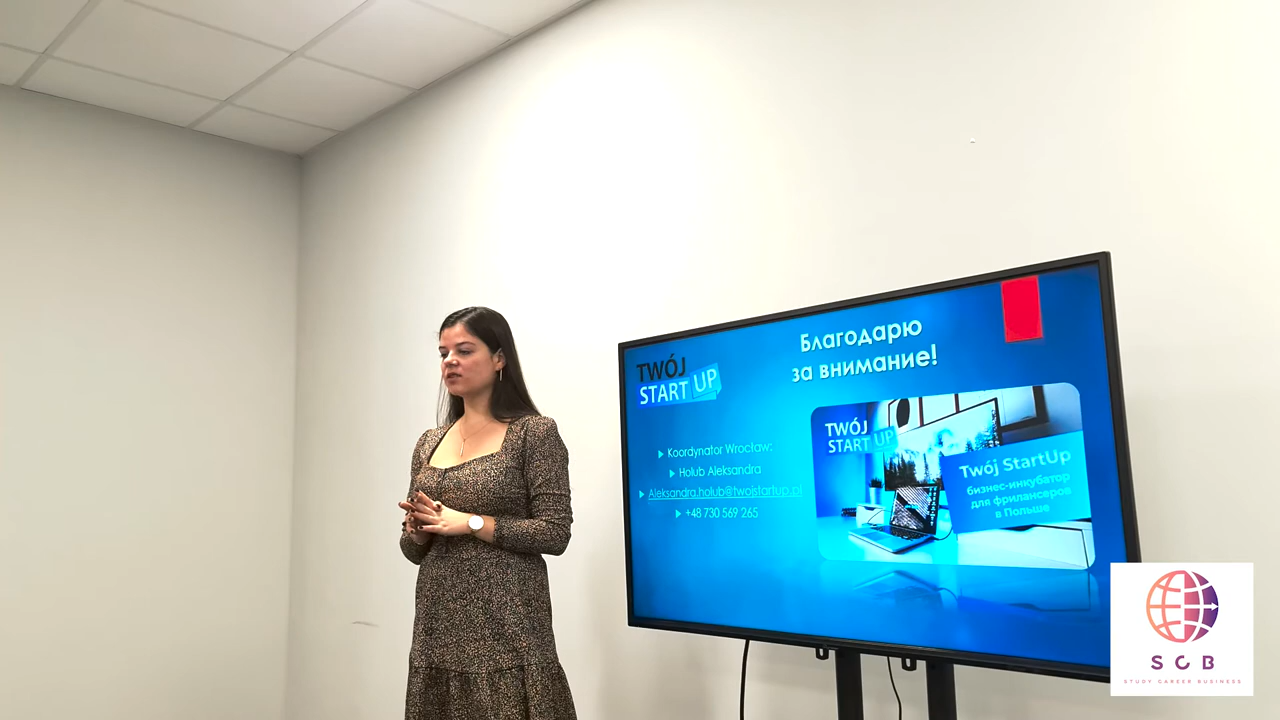 Благодарю
за внимание!
TWÓJ
START UP
Koordynator Wrocław:
Holub Aleksandra
Aleksandra.holub@twojstartup.pl
+48 730 569 265
TWÓJ
START UP
Twój StartUp
бизнес-инкубатор
для фрилансеров
в Польше
S C B
STUDY CAREER BUSINESS